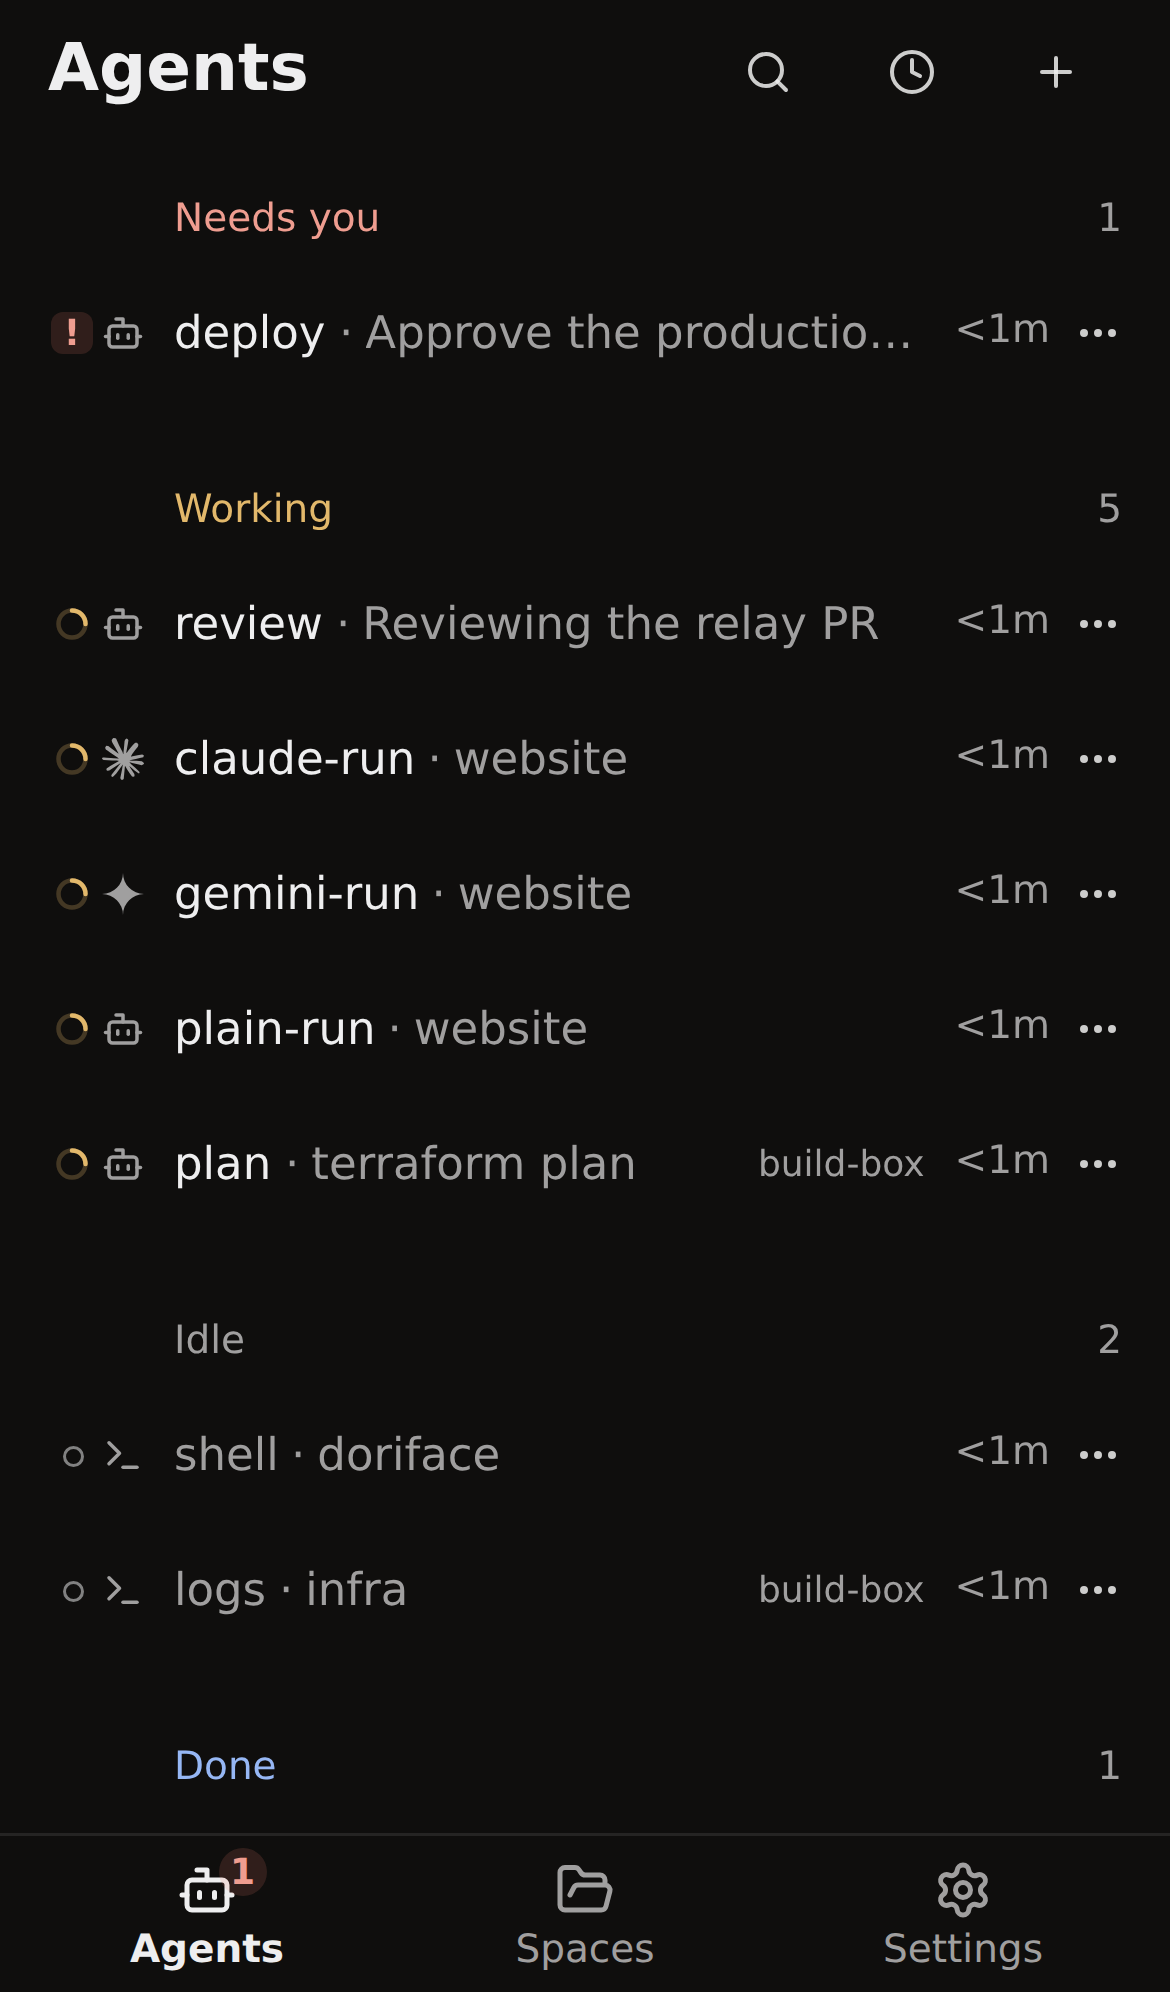 Agents
Needs you 1
! deploy · Approve the productio... <1m
Working 5
review · Reviewing the relay PR <1m
claude-run · website <1m
gemini-run · website <1m
plain-run · website <1m
plan · terraform plan build-box <1m
Idle 2
shell · doriface <1m
logs · infra build-box <1m
Done 1
1
Agents Spaces Settings